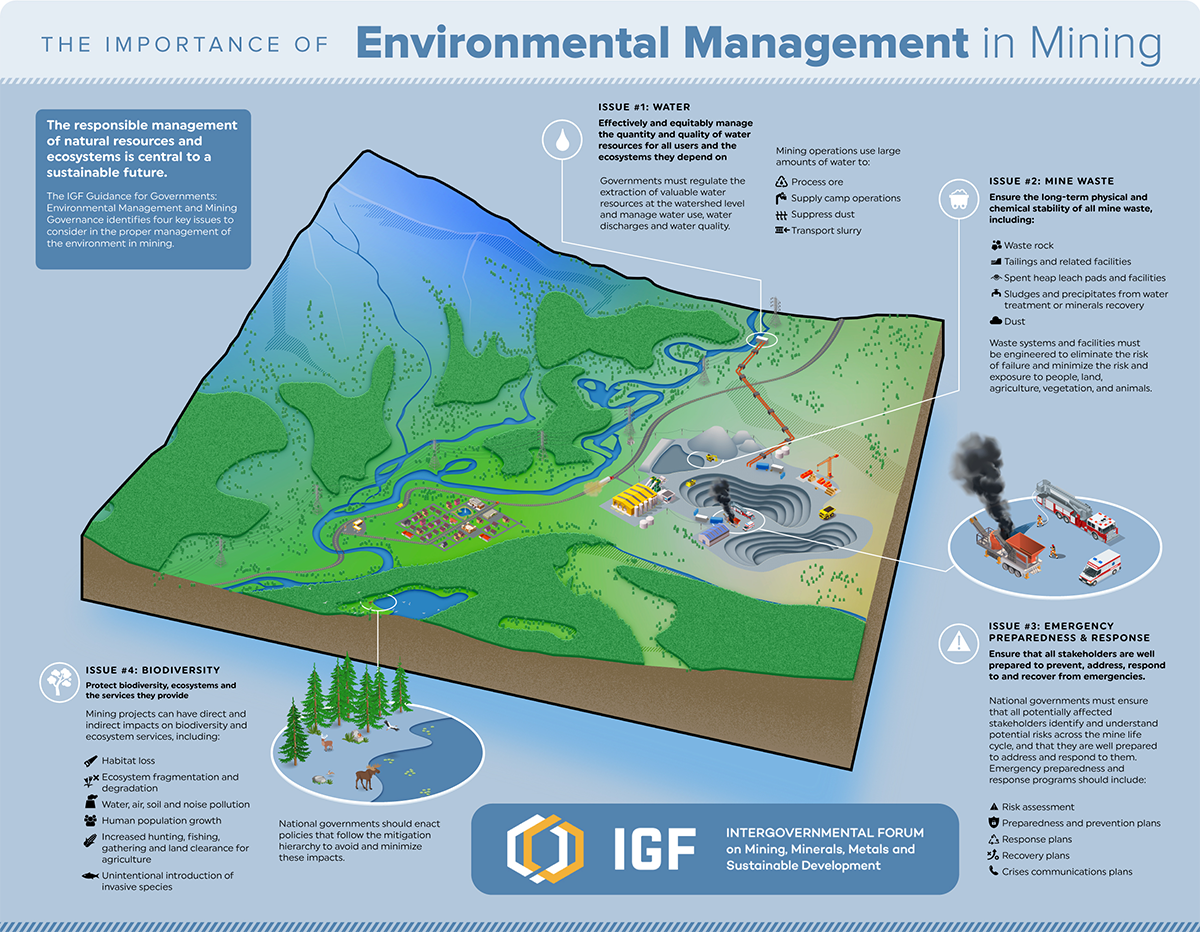 THE IMPORTANCE OF Environmental Management in Mining
The responsible management
of natural resources and
ecosystems is central to a
sustainable future.
The IGF Guidance for Governments:
Environmental Management and Mining
Governance identifies four key issues to
consider in the proper management of
the environment in mining.
ISSUE #1: WATER
Effectively and equitably manage
the quantity and quality of water
resources for all users and the
ecosystems they depend on
Governments must regulate the
extraction of valuable water
resources at the watershed level
and manage water use, water
discharges and water quality.
Mining operations use large
amounts of water to:
Process ore
Supply camp operations
Suppress dust
Transport slurry
ISSUE #2: MINE WASTE
Ensure the long-term physical and
chemical stability of all mine waste,
including:
Waste rock
Tailings and related facilities
Spent heap leach pads and facilities
Sludges and precipitates from water
treatment or minerals recovery
Dust
Waste systems and facilities must
be engineered to eliminate the risk
of failure and minimize the risk and
exposure to people, land,
agriculture, vegetation, and animals.
ISSUE #3: EMERGENCY
PREPAREDNESS & RESPONSE
Ensure that all stakeholders are well
prepared to prevent, address, respond
to and recover from emergencies.
National governments must ensure
that all potentially affected
stakeholders identify and understand
potential risks across the mine life
cycle, and that they are well prepared
to address and respond to them.
Emergency preparedness and
response programs should include:
Risk assessment
Preparedness and prevention plans
Response plans
Recovery plans
Crises communications plans
ISSUE #4: BIODIVERSITY
Protect biodiversity, ecosystems and
the services they provide
Mining projects can have direct and
indirect impacts on biodiversity and
ecosystem services, including:
Habitat loss
Ecosystem fragmentation and
degradation
Water, air, soil and noise pollution
Human population growth
Increased hunting, fishing,
gathering and land clearance for
agriculture
Unintentional introduction of
invasive species
National governments should enact
policies that follow the mitigation
hierarchy to avoid and minimize
these impacts.
IGF
INTERGOVERNMENTAL FORUM
on Mining, Minerals, Metals and
Sustainable Development